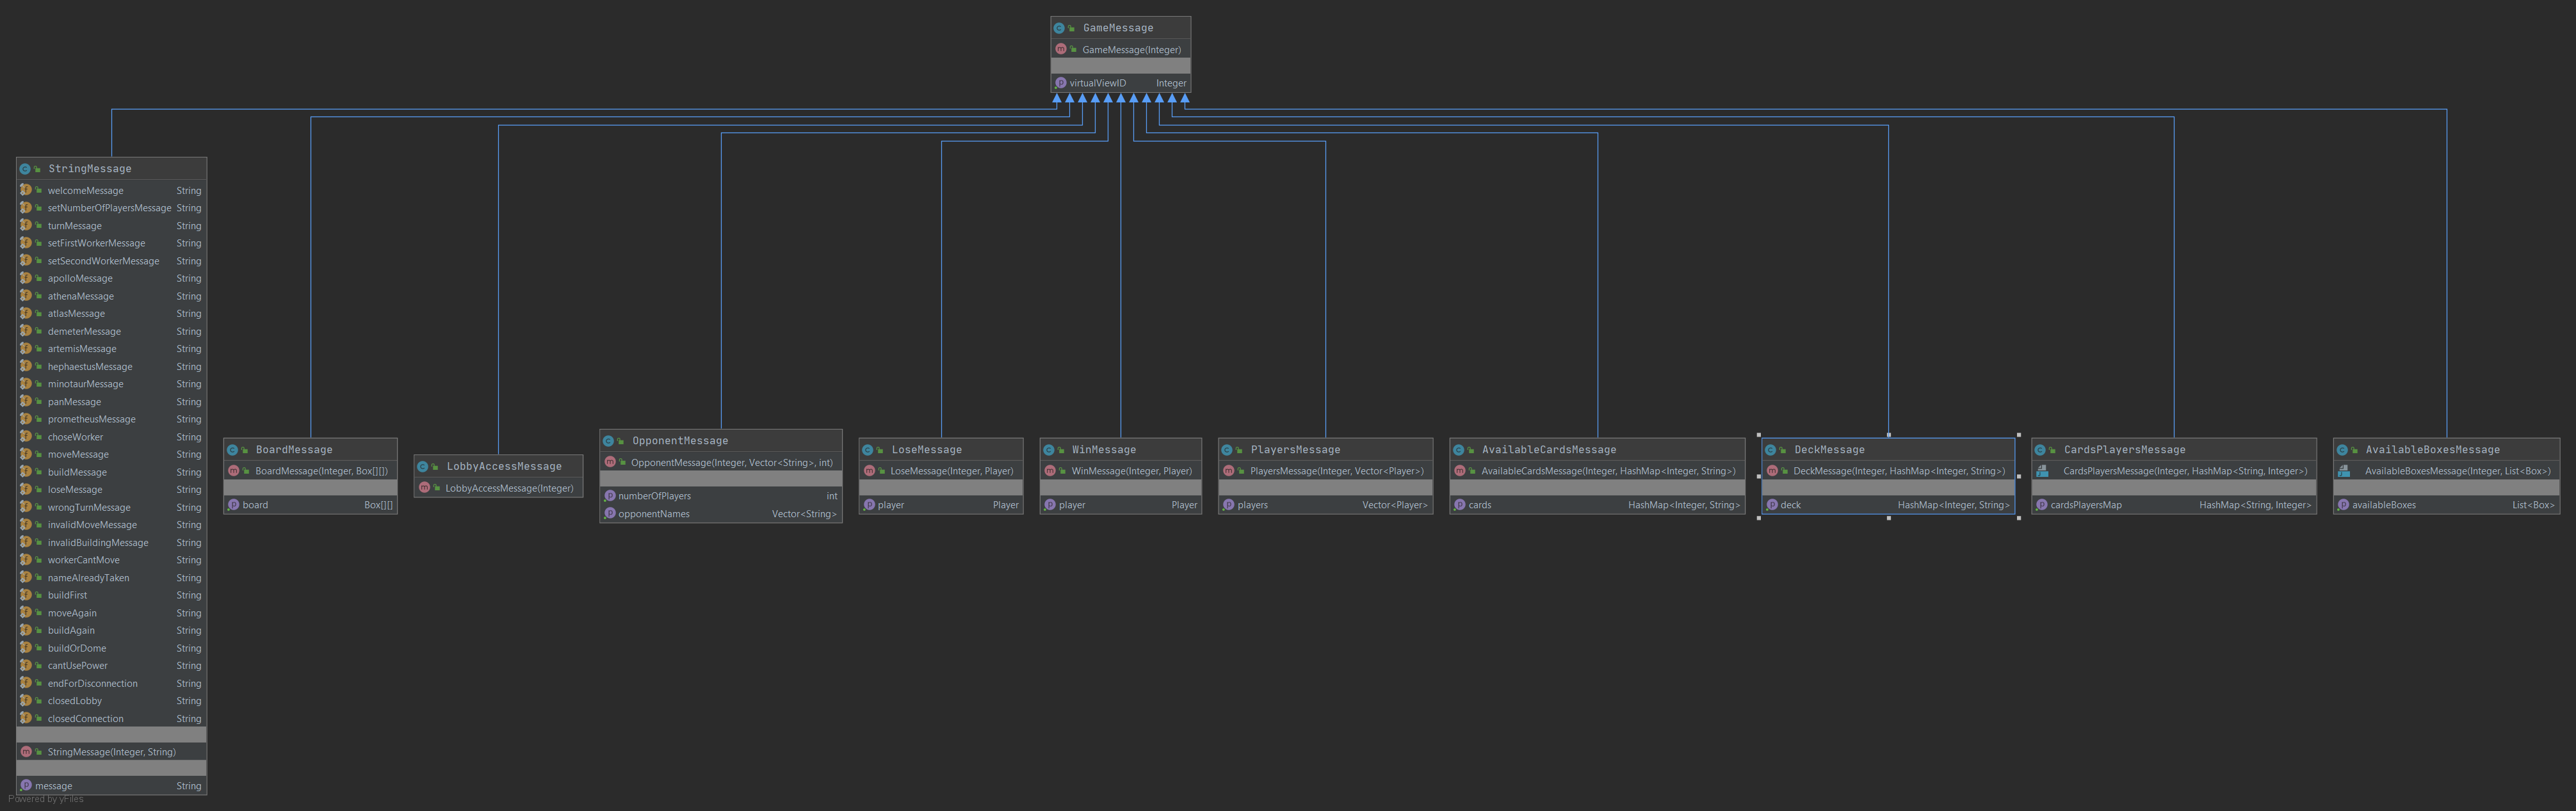 GameMessage
GameMessage(Integer)
virtualViewID Integer
StringMessage
welcomeMessage String
setNumberOfPlayersMessage String
turnMessage String
setFirstWorkerMessage String
setSecondWorkerMessage String
apolloMessage String
athenaMessage String
atlasMessage String
demeterMessage String
artemisMessage String
hephaestusMessage String
minotaurMessage String
panMessage String
prometheusMessage String
choseWorker String
moveMessage String
buildMessage String
loseMessage String
wrongTurnMessage String
invalidMoveMessage String
invalidBuildingMessage String
workerCantMove String
nameAlreadyTaken String
buildFirst String
moveAgain String
buildAgain String
buildOrDome String
cantUsePower String
endForDisconnection String
closedLobby String
closedConnection String
StringMessage(Integer, String)
message String
BoardMessage
BoardMessage(Integer, Box[][])
board Box[][]
LobbyAccessMessage
LobbyAccessMessage(Integer)
OpponentMessage
OpponentMessage(Integer, Vector<String>, int)
numberOfPlayers int
opponentNames Vector<String>
LoseMessage
LoseMessage(Integer, Player)
player Player
WinMessage
WinMessage(Integer, Player)
player Player
PlayersMessage
PlayersMessage(Integer, Vector<Player>)
players Vector<Player>
AvailableCardsMessage
AvailableCardsMessage(Integer, HashMap<Integer, String>)
cards HashMap<Integer, String>
DeckMessage
DeckMessage(Integer, HashMap<Integer, String>)
deck HashMap<Integer, String>
CardsPlayersMessage
CardsPlayersMessage(Integer, HashMap<String, Integer>)
cardsPlayersMap HashMap<String, Integer>
AvailableBoxesMessage
AvailableBoxesMessage(Integer, List<Box>)
availableBoxes List<Box>
Powered by yFiles